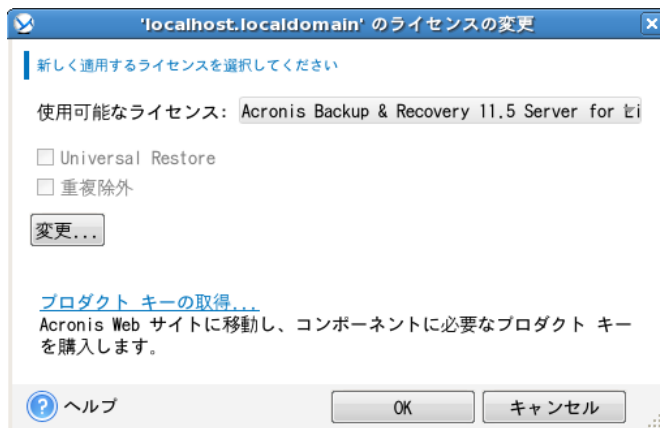 'localhost.localdomain' のライセンスの変更
新しく適用するライセンスを選択してください
使用可能なライセンス: Acronis Backup & Recovery 11.5 Server for Li
Universal Restore
重複除外
変更...
プロダクト キーの取得...
Acronis Web サイトに移動し、コンポーネントに必要なプロダクト キー
を購入します。
? ヘルプ
OK
キャンセル